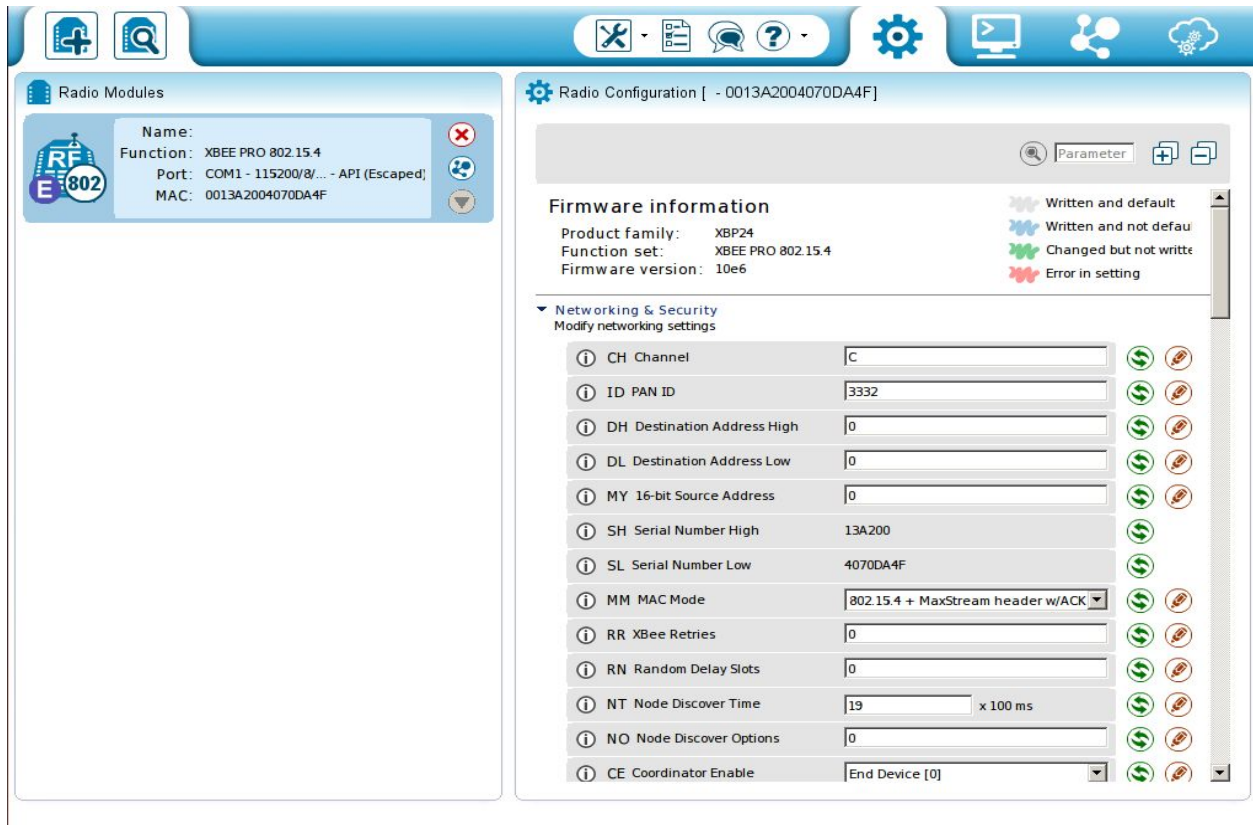 Radio Modules
Name:
Function: XBEE PRO 802.15.4
Port: COM1 - 115200/8/... - API (Escaped)
MAC: 0013A2004070DA4F
RF
E 802
Radio Configuration [ - 0013A2004070DA4F]
Parameter
Firmware information
Product family: XBP24
Function set: XBEE PRO 802.15.4
Firmware version: 10e6
Written and default
Written and not defau
Changed but not writte
Error in setting
Networking & Security
Modify networking settings
CH Channel C
ID PAN ID 3332
DH Destination Address High 0
DL Destination Address Low 0
MY 16-bit Source Address 0
SH Serial Number High 13A200
SL Serial Number Low 4070DA4F
MM MAC Mode 802.15.4 + MaxStream header w/ACK
RR XBee Retries 0
RN Random Delay Slots 0
NT Node Discover Time 19 x 100 ms
NO Node Discover Options 0
CE Coordinator Enable End Device [0]